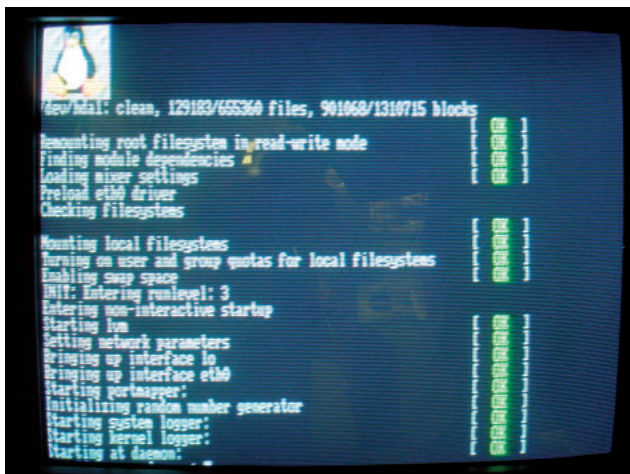 /dev/hda1: clean, 129183/655360 files, 901068/1310715 blocks
[ OK ]
Remounting root filesystem in read-write mode [ OK ]
Finding module dependencies [ OK ]
Loading mixer settings [ OK ]
Preload eth0 driver
Checking filesystems
[ OK ]
Mounting local filesystems [ OK ]
Turning on user and group quotas for local filesystems [ OK ]
Enabling swap space [ OK ]
INIT: Entering runlevel: 3
Entering non-interactive startup
Starting lvm [ OK ]
Setting network parameters [ OK ]
Bringing up interface lo [ OK ]
Bringing up interface eth0 [ OK ]
Starting portmapper: [ OK ]
Initializing random number generator [ OK ]
Starting system logger: [ OK ]
Starting kernel logger: [ OK ]
Starting at daemon: [ OK ]